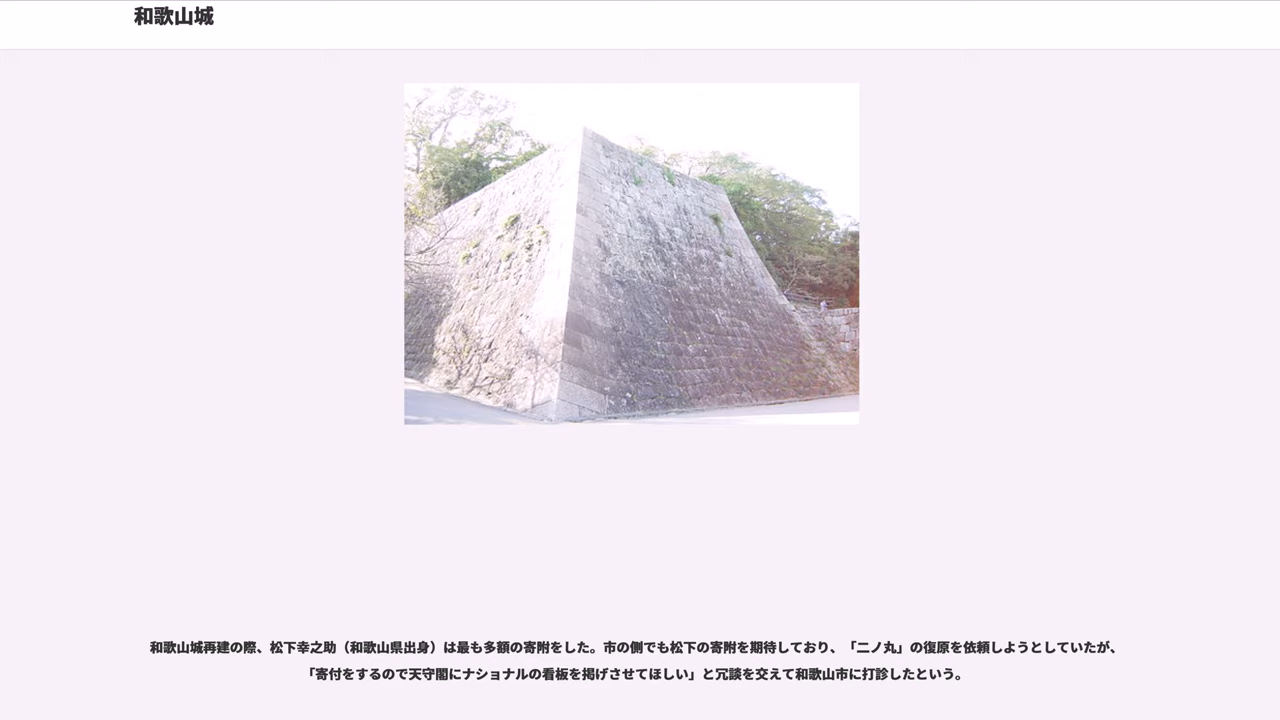 和歌山城
和歌山城再建の際、松下幸之助（和歌山県出身）は最も多額の寄附をした。市の側でも松下の寄附を期待しており、「二ノ丸」の復原を依頼しようとしていたが、
「寄付をするので天守閣にナショナルの看板を掲げさせてほしい」と冗談を交えて和歌山市に打診したという。